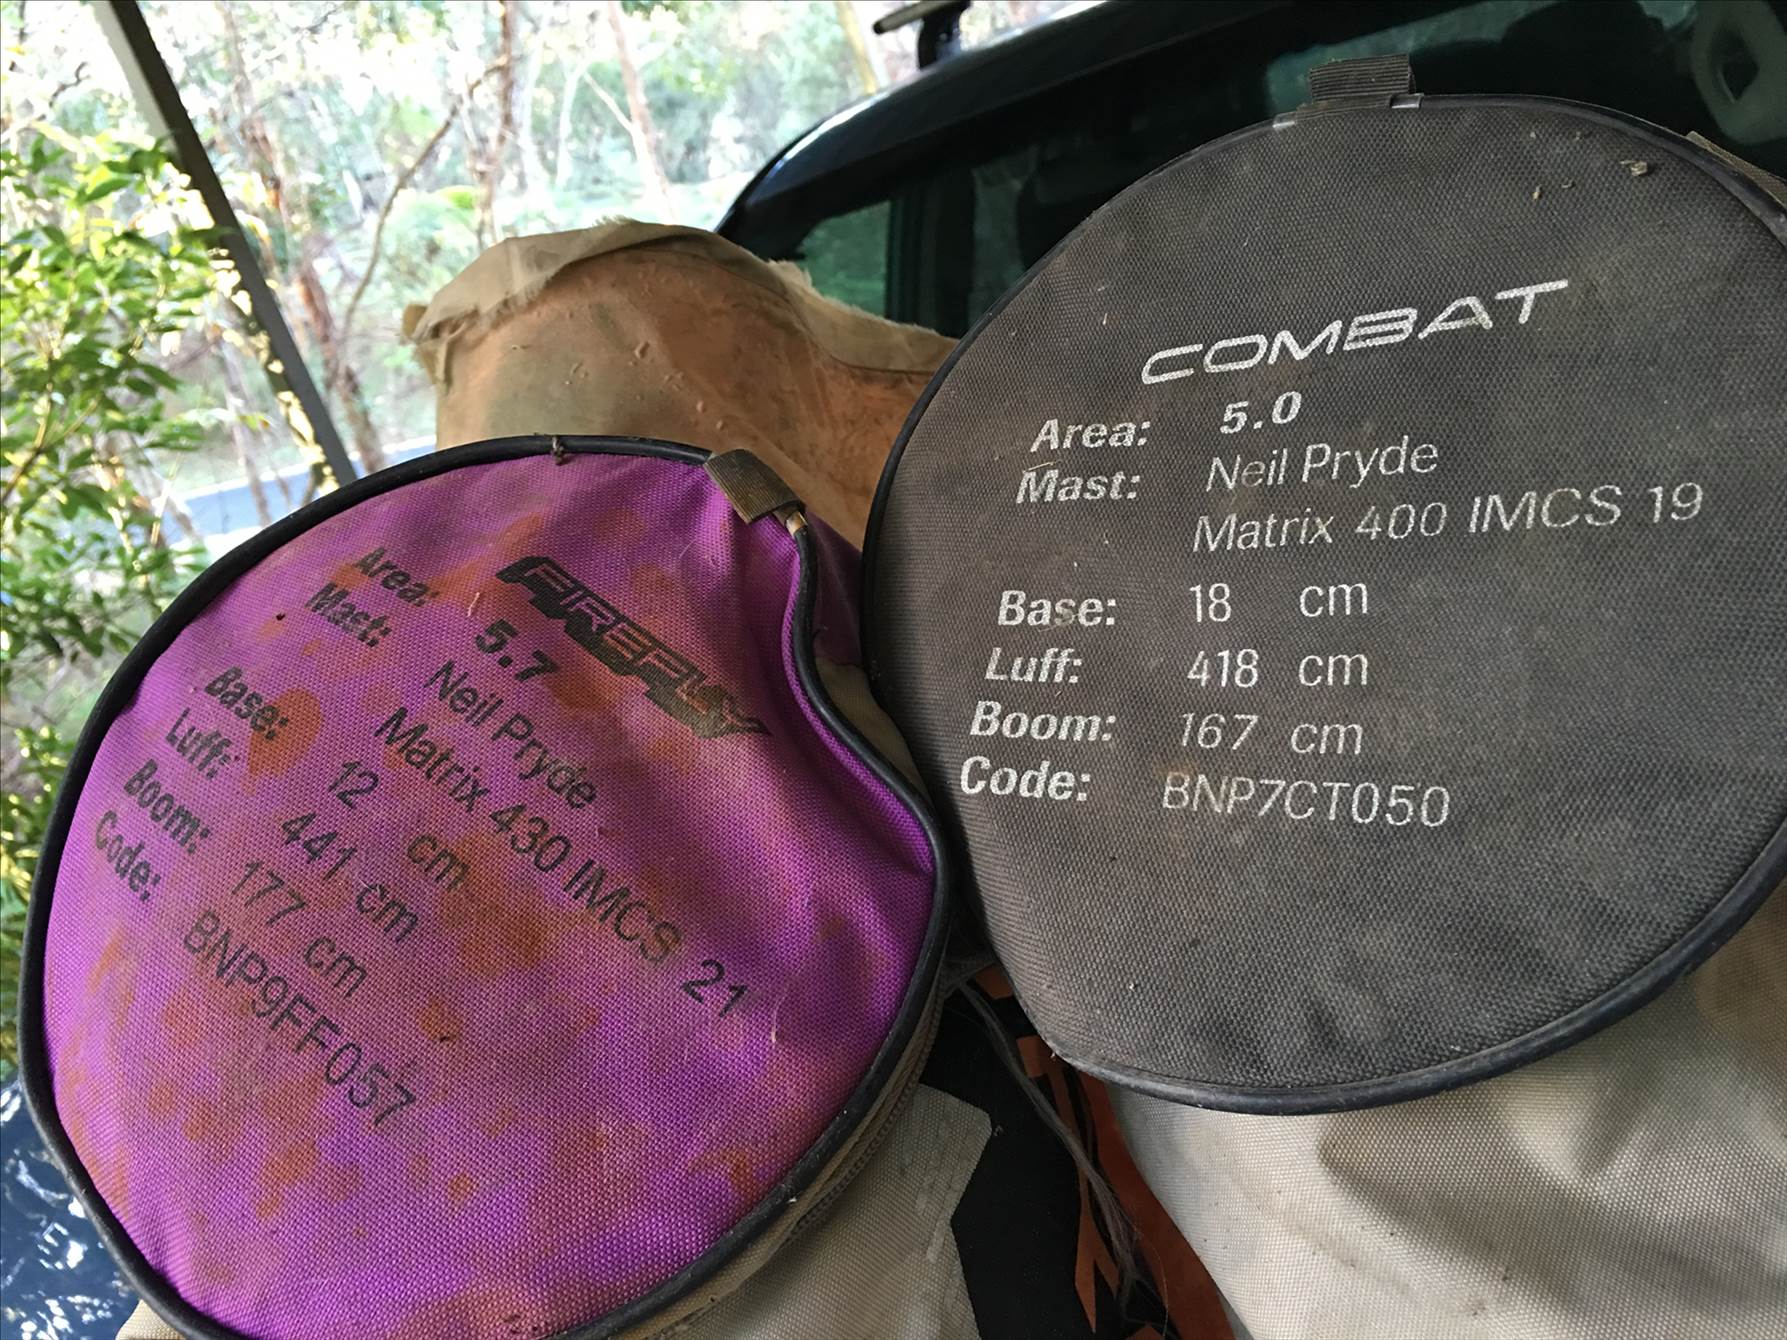 FIREFLY
Area: 5.7
Mast: Neil Pryde
Matrix 430 IMCS 21
Base: 12 cm
Luff: 441 cm
Boom: 177 cm
Code: BNP9FF057
COMBAT
Area: 5.0
Mast: Neil Pryde
Matrix 400 IMCS 19
Base: 18 cm
Luff: 418 cm
Boom: 167 cm
Code: BNP7CT050